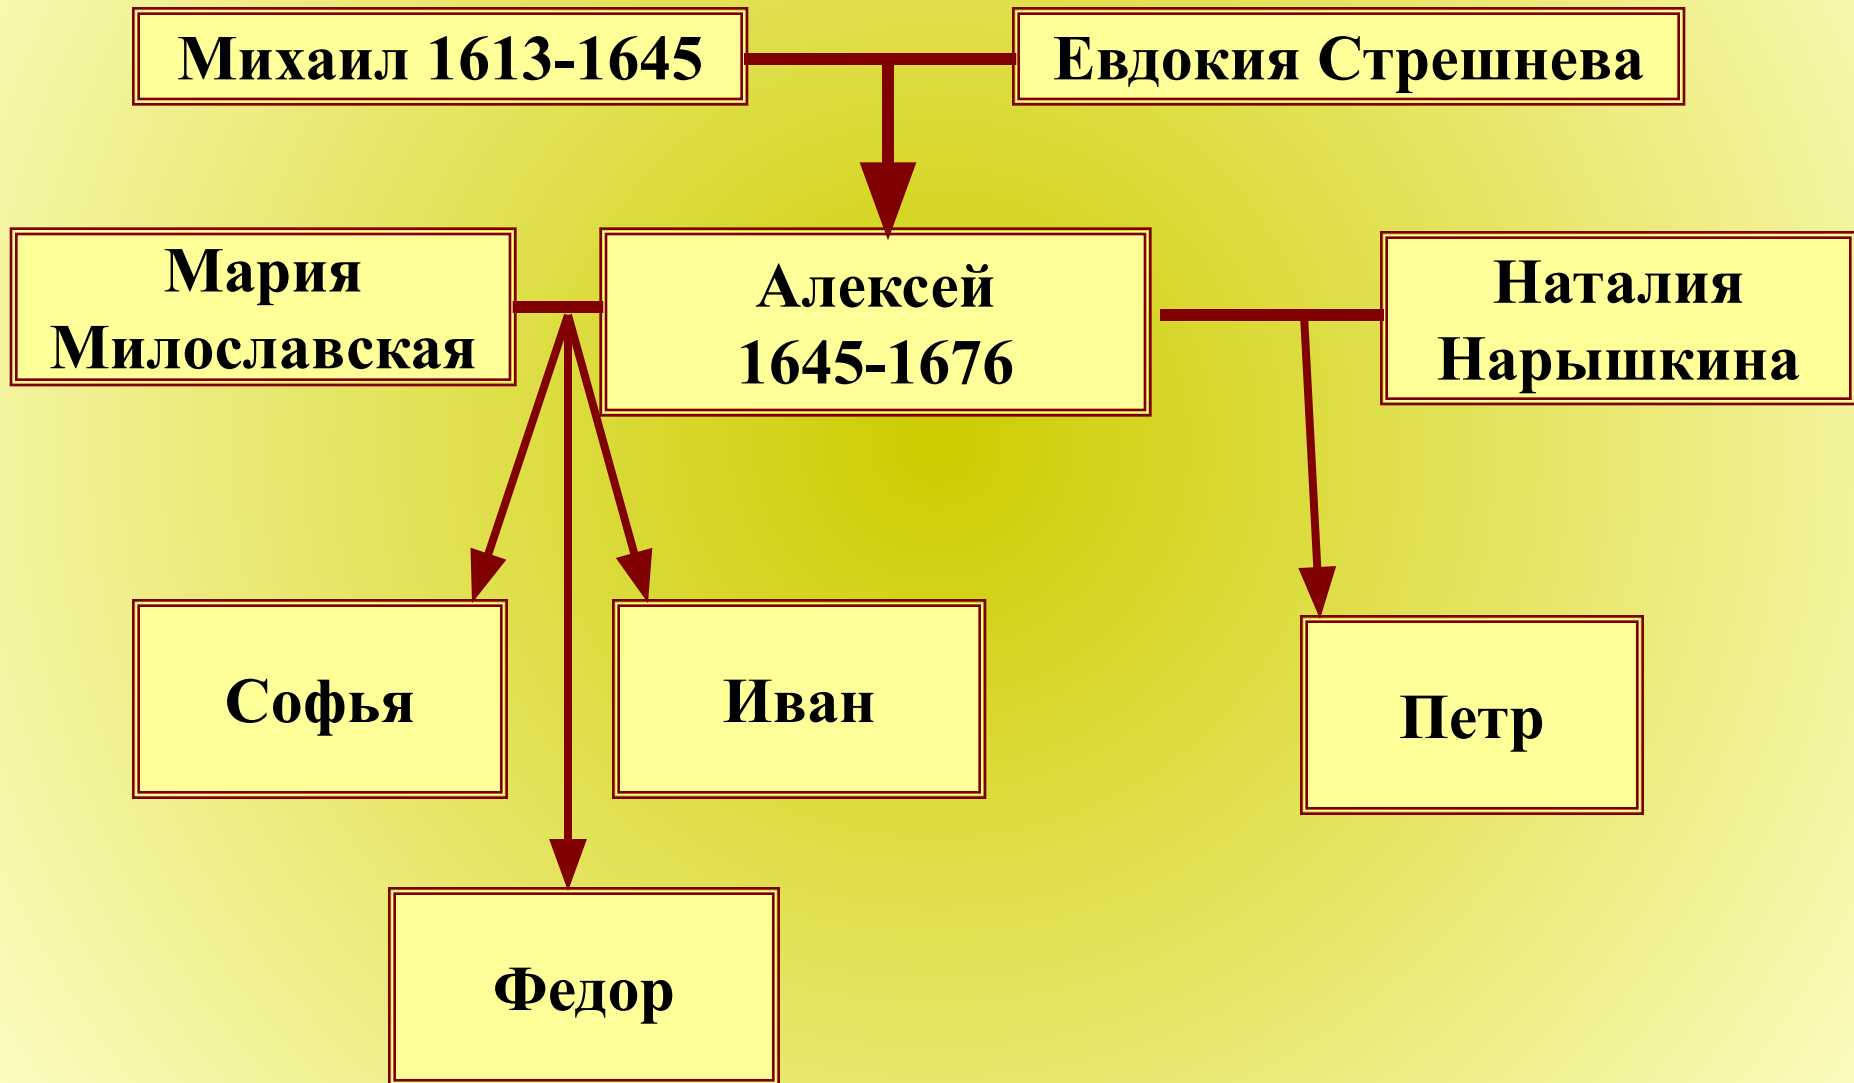 Михаил 1613-1645
Евдокия Стрешнева
Мария
Милославская
Алексей
1645-1676
Наталия
Нарышкина
Софья
Иван
Петр
Федор